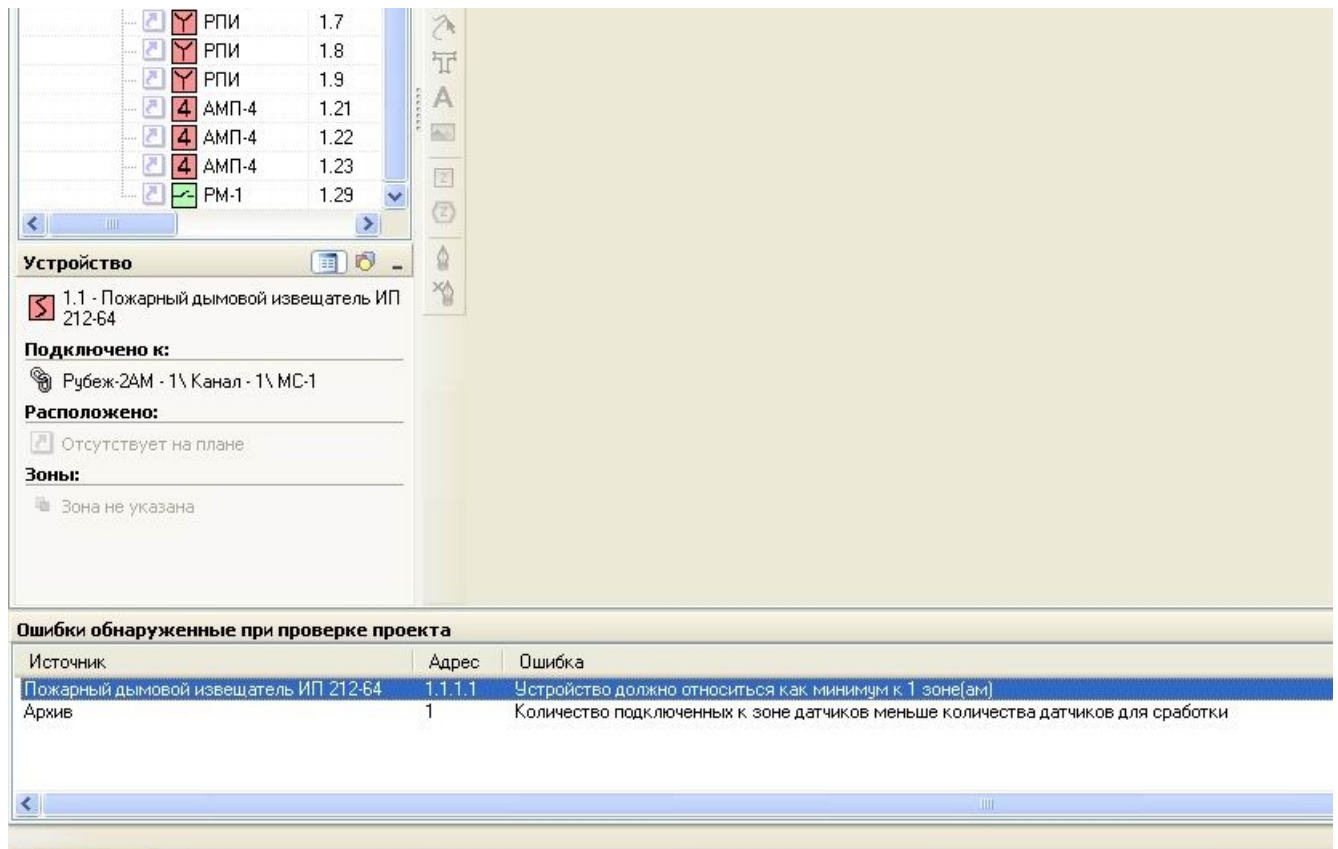 РПИ 1.7
РПИ 1.8
РПИ 1.9
4 АМП-4 1.21
4 АМП-4 1.22
4 АМП-4 1.23
РМ-1 1.29
Устройство
1.1 - Пожарный дымовой извещатель ИП
212-64
Подключено к:
Рубеж-2АМ - 1\ Канал - 1\ МС-1
Расположено:
Отсутствует на плане
Зоны:
Зона не указана
A
Z
Z
Ошибки обнаруженные при проверке проекта
Источник Адрес Ошибка
Пожарный дымовой извещатель ИП 212-64 1.1.1.1 Устройство должно относиться как минимум к 1 зоне(ам)
Архив 1 Количество подключенных к зоне датчиков меньше количества датчиков для сработки